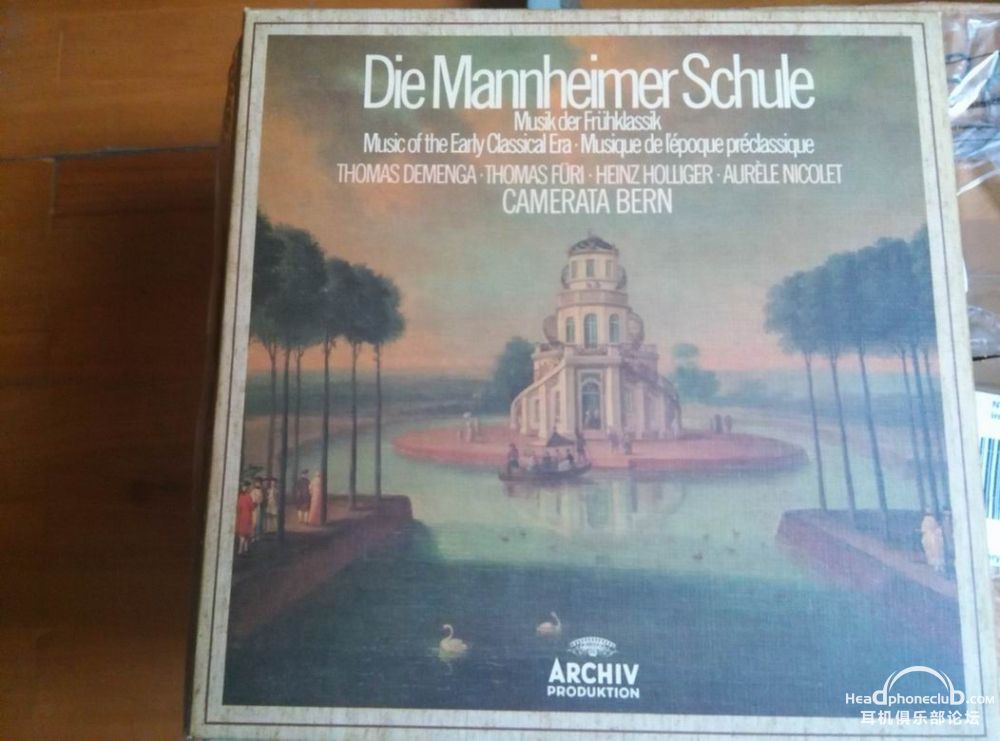 Die Mannheimer Schule
Musik der Frühklassik
Music of the Early Classical Era · Musique de l'époque préclassique
THOMAS DEMENGA · THOMAS FÜRI · HEINZ HOLLIGER · AURÈLE NICOLET
CAMERATA BERN
ARCHIV
PRODUKTION
Headphoneclub.com
耳机俱乐部论坛